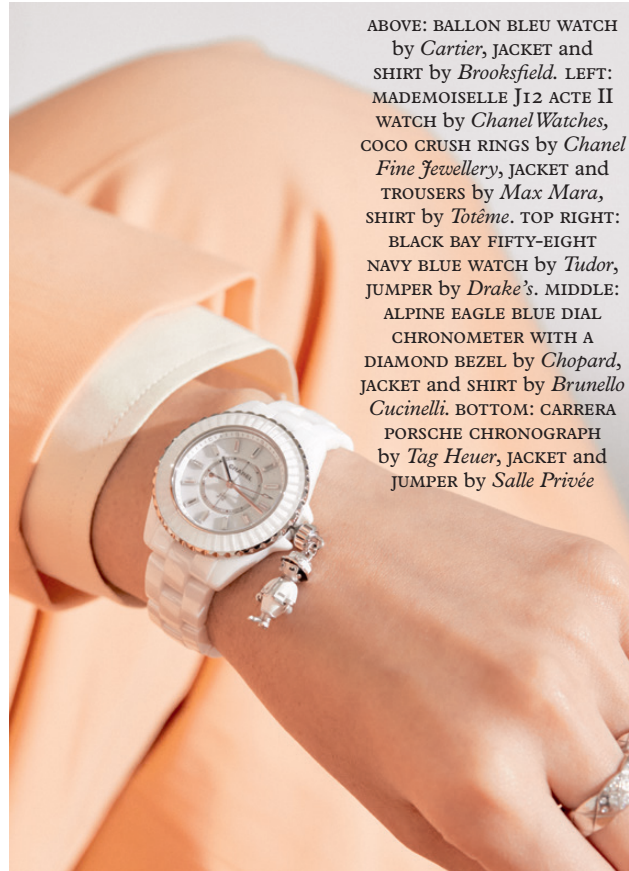 ABOVE: BALLON BLEU WATCH
by Cartier, JACKET and
SHIRT by Brooksfield. LEFT:
MADEMOISELLE J12 ACTE II
WATCH by Chanel Watches,
COCO CRUSH RINGS by Chanel
Fine Jewellery, JACKET and
TROUSERS by Max Mara,
SHIRT by Totême. TOP RIGHT:
BLACK BAY FIFTY-EIGHT
NAVY BLUE WATCH by Tudor,
JUMPER by Drake's. MIDDLE:
ALPINE EAGLE BLUE DIAL
CHRONOMETER WITH A
DIAMOND BEZEL by Chopard,
JACKET and SHIRT by Brunello
Cucinelli. BOTTOM: CARRERA
PORSCHE CHRONOGRAPH
by Tag Heuer, JACKET and
JUMPER by Salle Privée
CHANEL